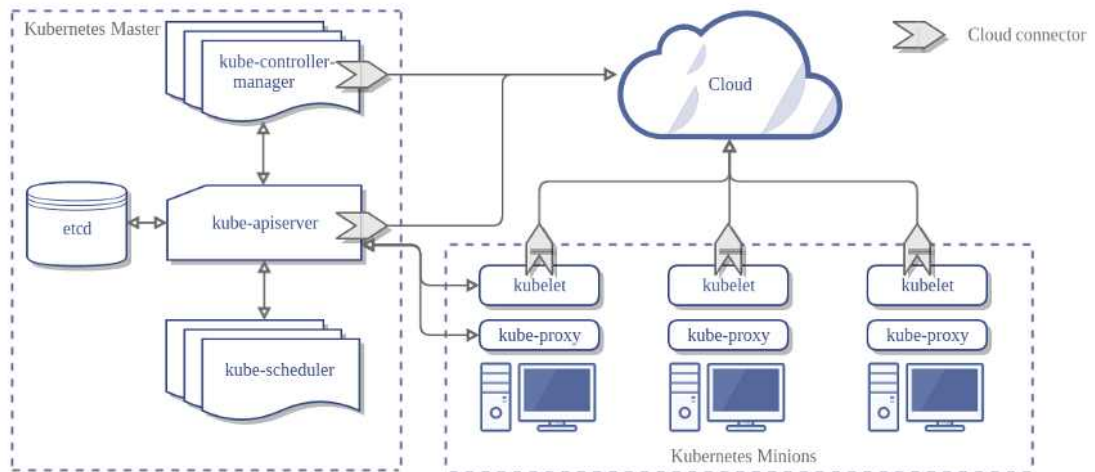 Kubernetes Master
kube-controller-
manager
Cloud
Cloud connector
etcd
kube-apiserver
kubelet
kubelet
kubelet
kube-proxy
kube-proxy
kube-proxy
kube-scheduler
Kubernetes Minions